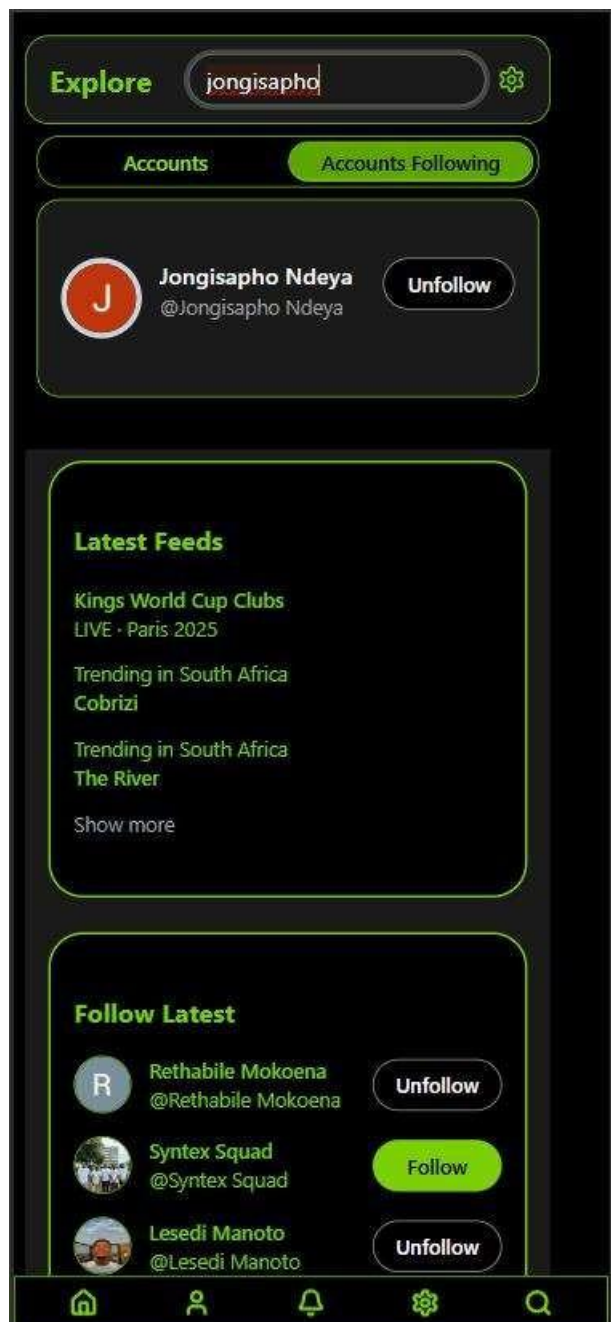 Explore
jongisapho
Accounts
Accounts Following
J
Jongisapho Ndeya
@Jongisapho Ndeya
Unfollow
Latest Feeds
Kings World Cup Clubs
LIVE · Paris 2025
Trending in South Africa
Cobrizi
Trending in South Africa
The River
Show more
Follow Latest
R
Rethabile Mokoena
@Rethabile Mokoena
Unfollow
Syntex Squad
@Syntex Squad
Follow
Lesedi Manoto
@Lesedi Manoto
Unfollow